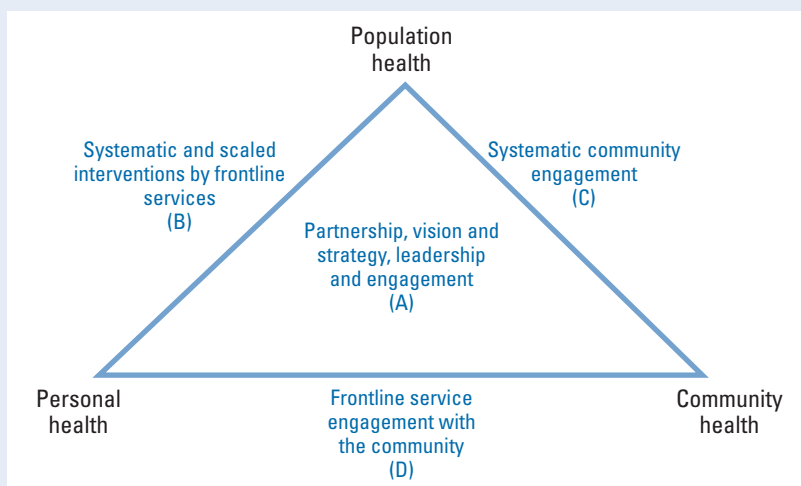 Population
health
Systematic and scaled
interventions by frontline
services
(B)
Systematic community
engagement
(C)
Partnership, vision and
strategy, leadership
and engagement
(A)
Personal
health
Frontline service
engagement with
the community
(D)
Community
health